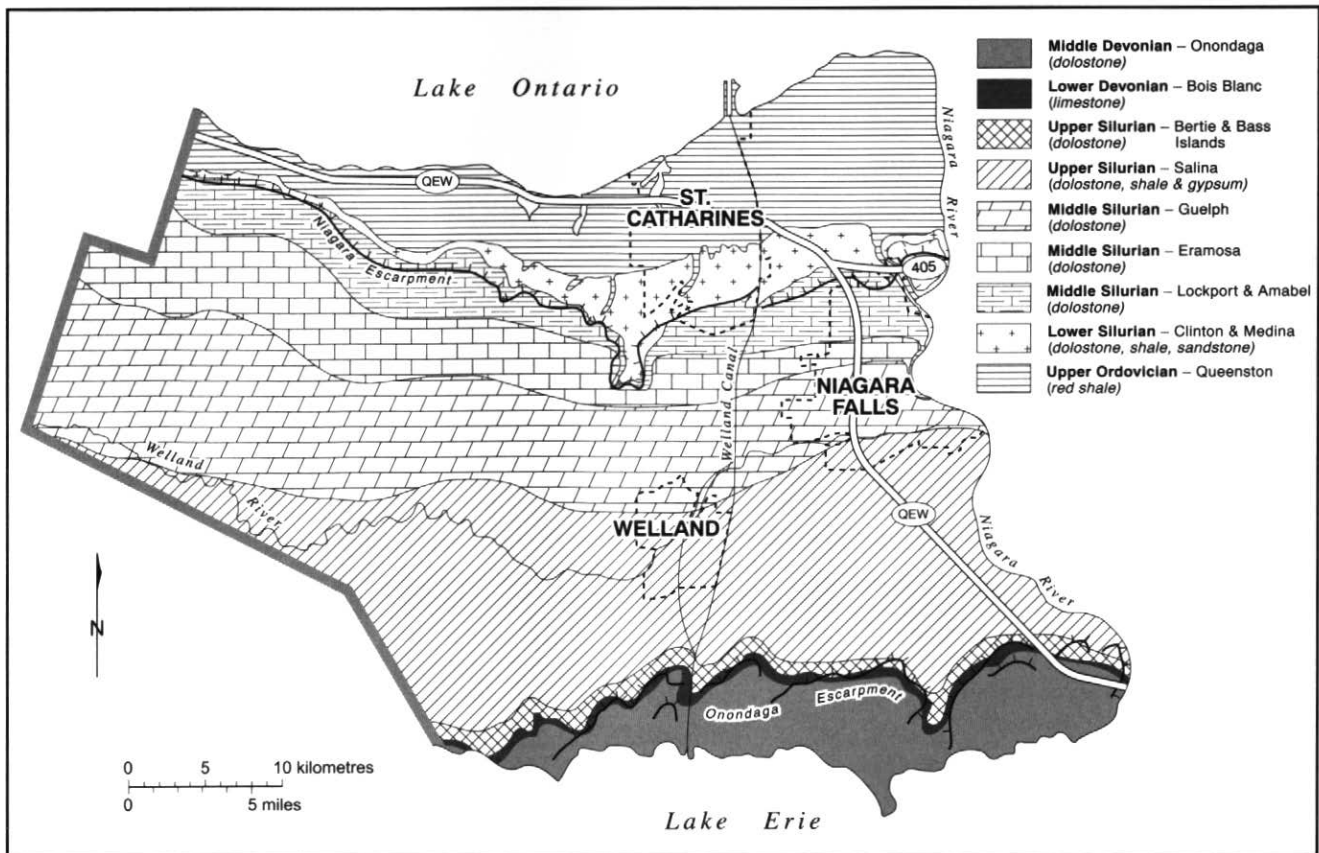 Lake Ontario
Middle Devonian – Onondaga
(dolostone)
Lower Devonian – Bois Blanc
(limestone)
Upper Silurian – Bertie & Bass
(dolostone) Islands
Upper Silurian – Salina
(dolostone, shale & gypsum)
Middle Silurian – Guelph
(dolostone)
Middle Silurian – Eramosa
(dolostone)
Middle Silurian – Lockport & Amabel
(dolostone)
Lower Silurian – Clinton & Medina
(dolostone, shale, sandstone)
Upper Ordovician – Queenston
(red shale)
Niagara River
QEW
ST.
CATHARINES
Niagara Escarpment
405
Welland Canal
NIAGARA
FALLS
Welland River
WELLAND
QEW
Niagara River
N
Onondaga Escarpment
0 5 10 kilometres
0 5 miles
Lake Erie